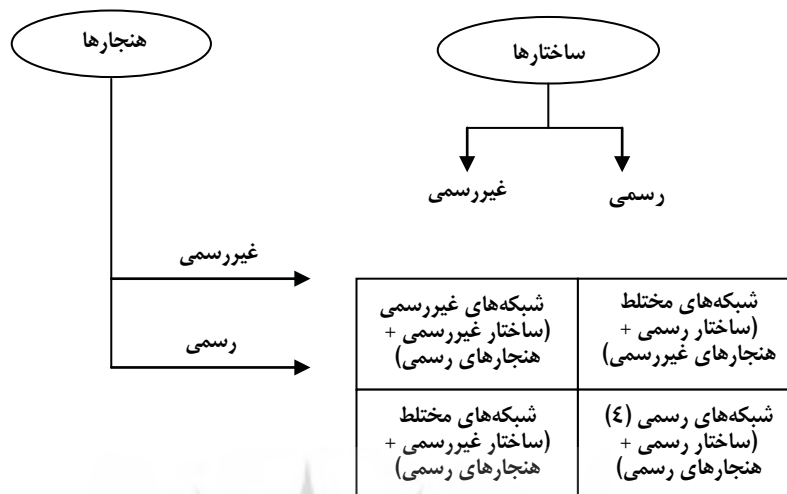 ساختارها
هنجارها
رسمی
غیررسمی
غیررسمی
رسمی
شبکه‌های مختلط
(ساختار رسمی +
هنجارهای غیررسمی)
شبکه‌های غیررسمی
(ساختار غیررسمی +
هنجارهای رسمی)
شبکه‌های رسمی (٤)
(ساختار رسمی +
هنجارهای رسمی)
شبکه‌های مختلط
(ساختار غیررسمی +
هنجارهای رسمی)